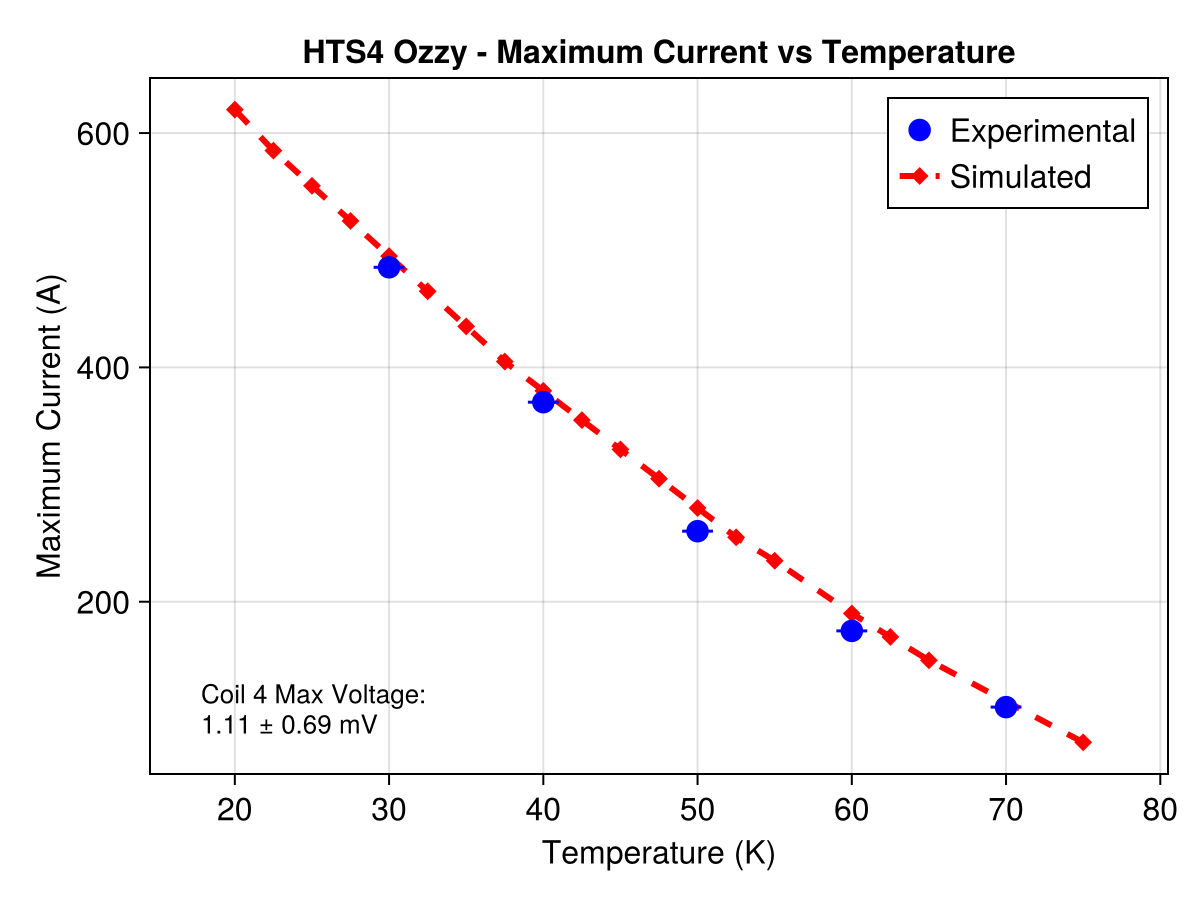 HTS4 Ozzy - Maximum Current vs Temperature
Experimental
Simulated
600
400
200
Maximum Current (A)
Coil 4 Max Voltage:
1.11 ± 0.69 mV
20 30 40 50 60 70 80
Temperature (K)